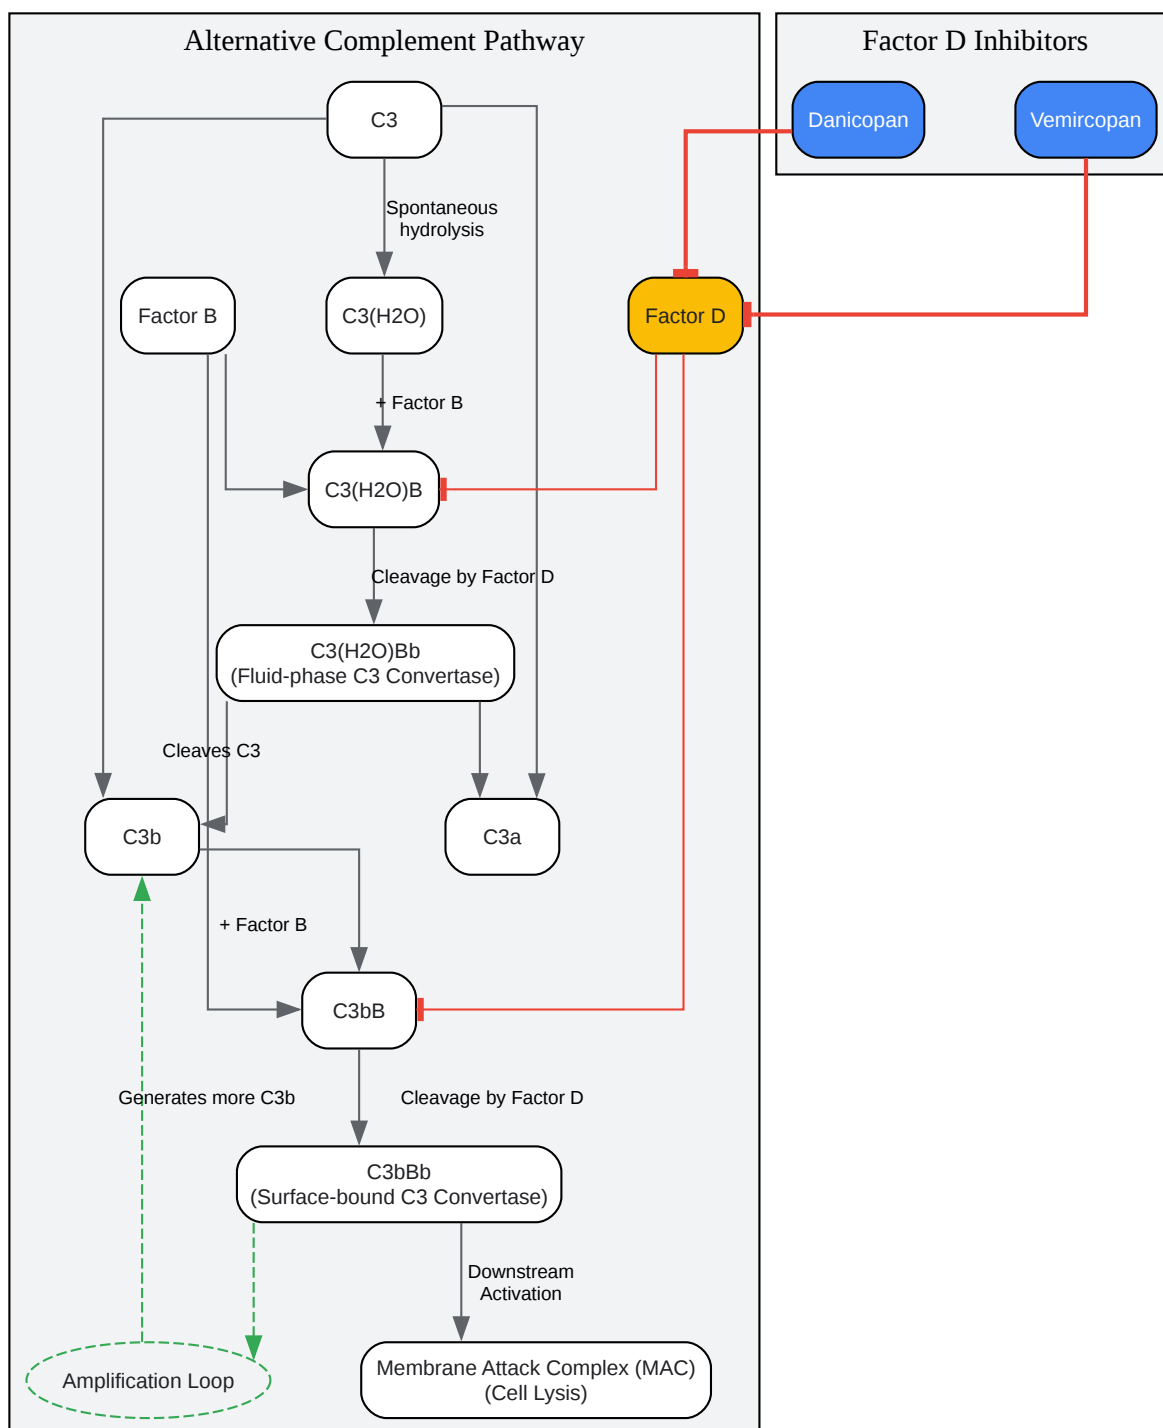 Alternative Complement Pathway
Factor D Inhibitors
C3
Danicopan
Vemircopan
Spontaneous
hydrolysis
Factor B
C3(H2O)
Factor D
+ Factor B
C3(H2O)B
Cleavage by Factor D
C3(H2O)Bb
(Fluid-phase C3 Convertase)
Cleaves C3
C3b
C3a
+ Factor B
C3bB
Generates more C3b
Cleavage by Factor D
C3bBb
(Surface-bound C3 Convertase)
Downstream
Activation
Amplification Loop
Membrane Attack Complex (MAC)
(Cell Lysis)